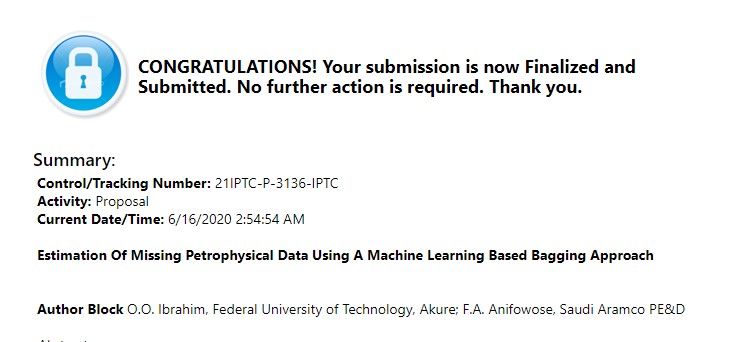 CONGRATULATIONS! Your submission is now Finalized and
Submitted. No further action is required. Thank you.
Summary:
Control/Tracking Number: 21IPTC-P-3136-IPTC
Activity: Proposal
Current Date/Time: 6/16/2020 2:54:54 AM
Estimation Of Missing Petrophysical Data Using A Machine Learning Based Bagging Approach
Author Block O.O. Ibrahim, Federal University of Technology, Akure; F.A. Anifowose, Saudi Aramco PE&D